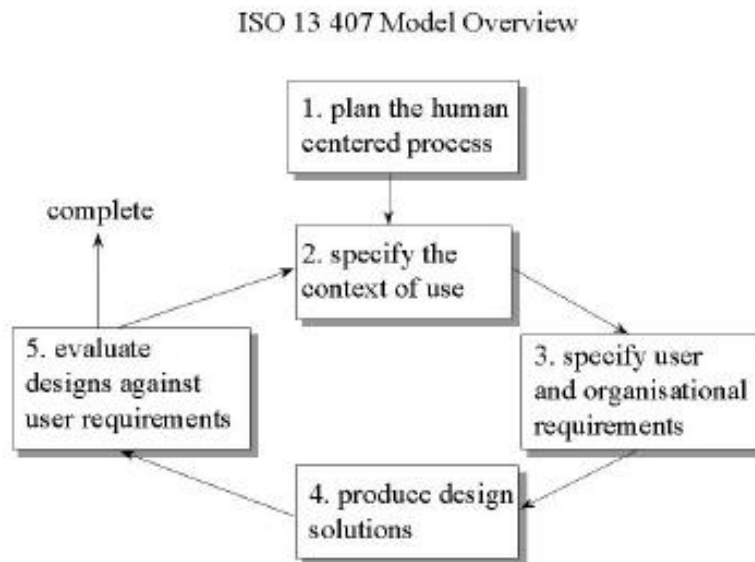 ISO 13 407 Model Overview
1. plan the human
centered process
complete
2. specify the
context of use
5. evaluate
designs against
user requirements
3. specify user
and organisational
requirements
4. produce design
solutions